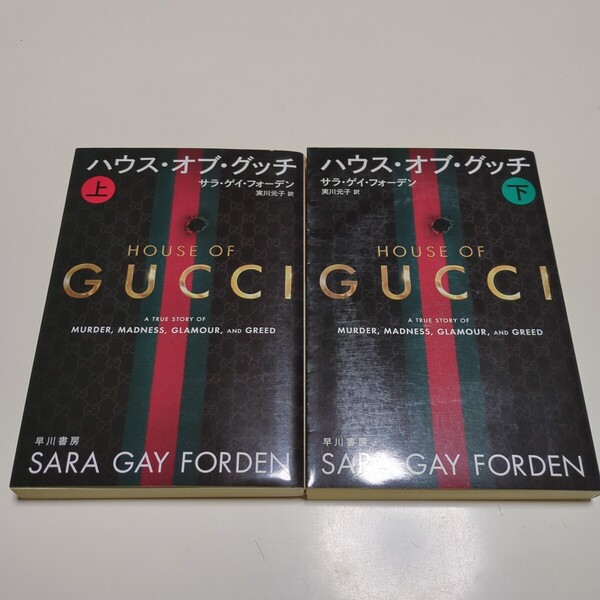 ハウス・オブ・グッチ
上
サラ・ゲイ・フォーデン
実川元子 訳
HOUSE OF
GUCCI
A TRUE STORY OF
MURDER, MADNESS, GLAMOUR, AND GREED
早川書房
SARA GAY FORDEN
ハウス・オブ・グッチ
サラ・ゲイ・フォーデン
下
実川元子 訳
HOUSE OF
GUCCI
A TRUE STORY OF
MURDER, MADNESS, GLAMOUR, AND GREED
早川書房
SARA GAY FORDEN